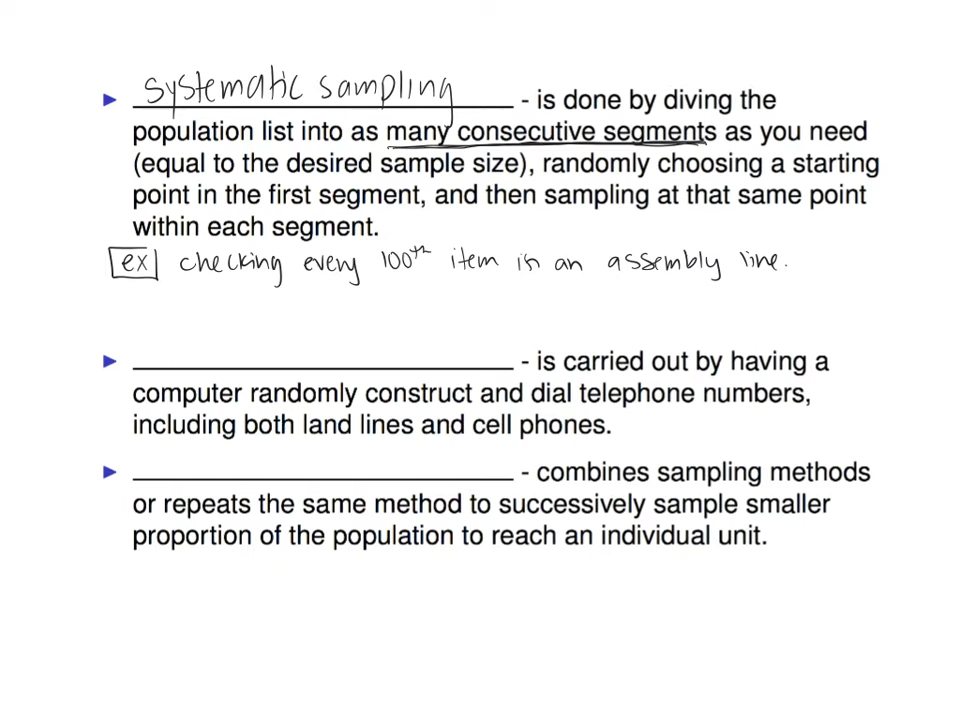 ► systematic sampling - is done by diving the
population list into as many consecutive segments as you need
(equal to the desired sample size), randomly choosing a starting
point in the first segment, and then sampling at that same point
within each segment.
ex checking every 100th item in an assembly line.
► ____________________ - is carried out by having a
computer randomly construct and dial telephone numbers,
including both land lines and cell phones.
► ____________________ - combines sampling methods
or repeats the same method to successively sample smaller
proportion of the population to reach an individual unit.